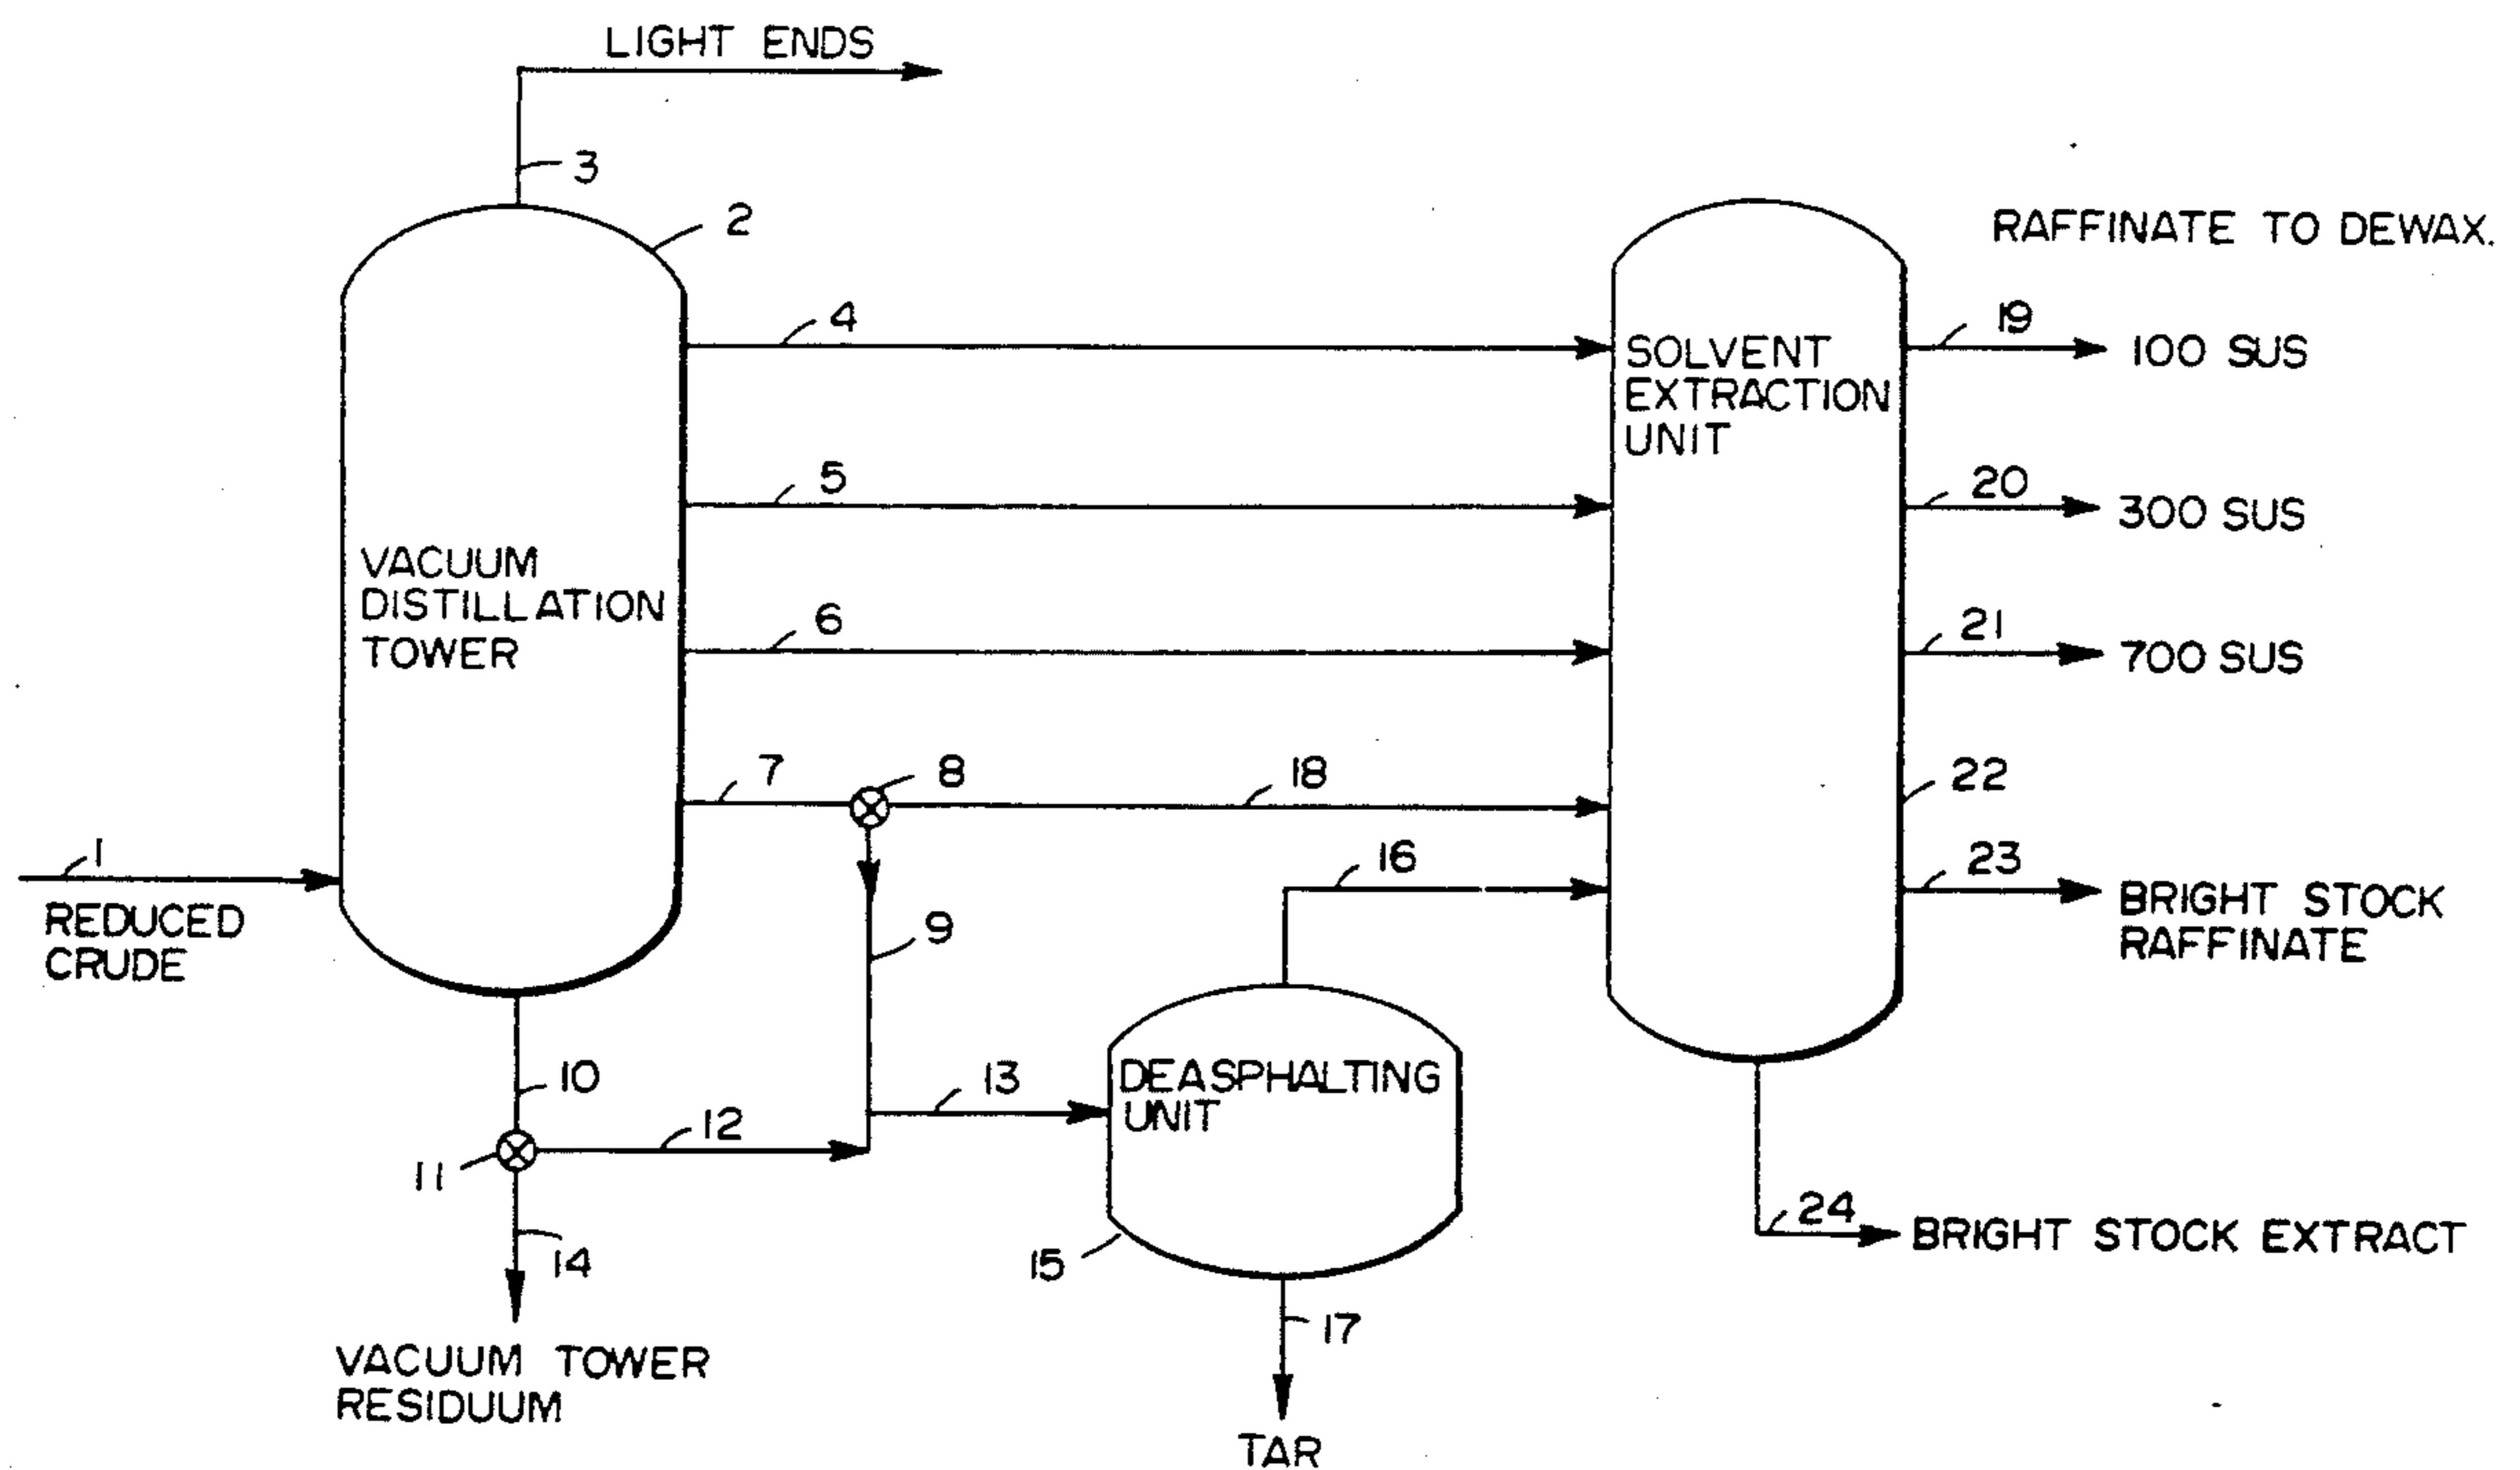 LIGHT ENDS
3
2
RAFFINATE TO DEWAX.
4
19
SOLVENT
EXTRACTION
UNIT
100 SUS
5
20
300 SUS
VACUUM
DISTILLATION
TOWER
6
21
700 SUS
7
8
18
22
1
REDUCED
CRUDE
16
23
BRIGHT STOCK
RAFFINATE
9
10
12
13
DEASPHALTING
UNIT
11
14
15
24
BRIGHT STOCK EXTRACT
17
VACUUM TOWER
RESIDUUM
TAR